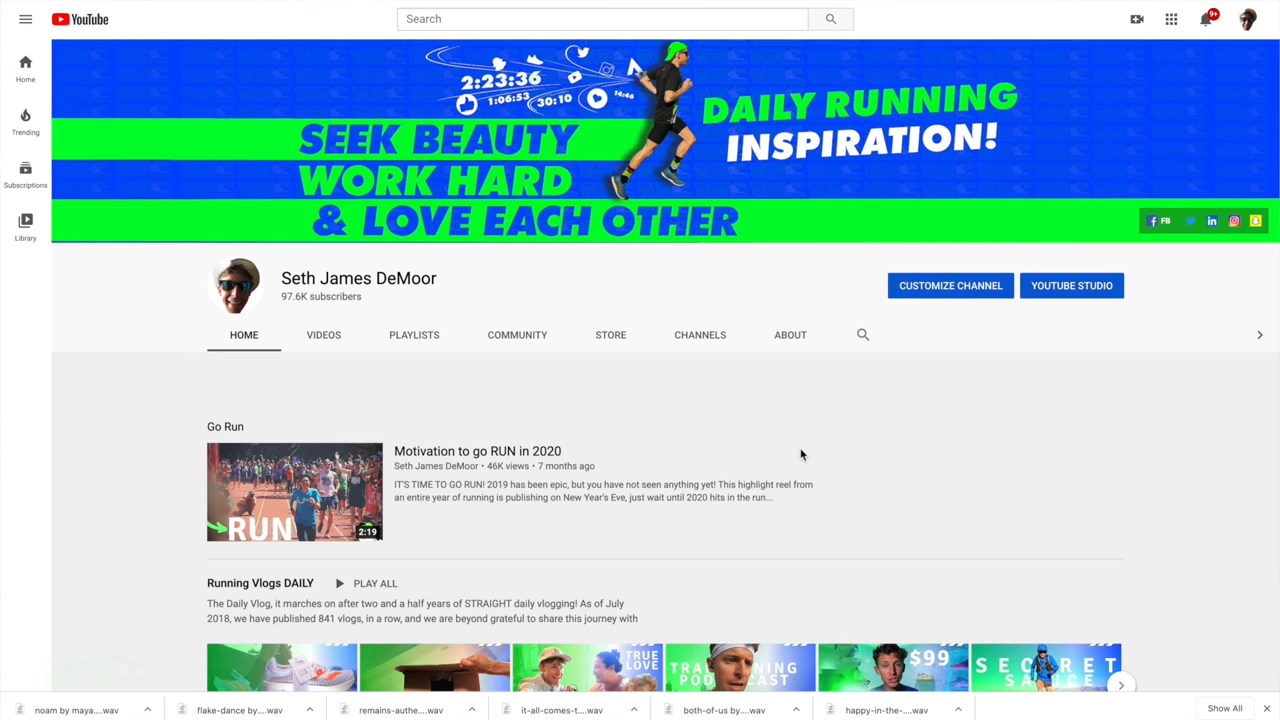 YouTube
Search
9+
Home
Trending
Subscriptions
Library
2:23:36
1:06:53
30:10
14:46
SEEK BEAUTY
WORK HARD
& LOVE EACH OTHER
DAILY RUNNING
INSPIRATION!
FB
Seth James DeMoor
97.6K subscribers
CUSTOMIZE CHANNEL
YOUTUBE STUDIO
HOME
VIDEOS
PLAYLISTS
COMMUNITY
STORE
CHANNELS
ABOUT
Go Run
RUN
2:19
Motivation to go RUN in 2020
Seth James DeMoor • 46K views • 7 months ago
IT'S TIME TO GO RUN! 2019 has been epic, but you have not seen anything yet! This highlight reel from
an entire year of running is publishing on New Year's Eve, just wait until 2020 hits in the run...
Running Vlogs DAILY
PLAY ALL
The Daily Vlog, it marches on after two and a half years of STRAIGHT daily vlogging! As of July
2018, we have published 841 vlogs, in a row, and we are beyond grateful to share this journey with
TRUE
LOVE
$99
SECRET
SAUCE
noam by maya....wav
flake-dance by....wav
remains-authe....wav
it-all-comes-t....wav
both-of-us by....wav
happy-in-the-....wav
Show All